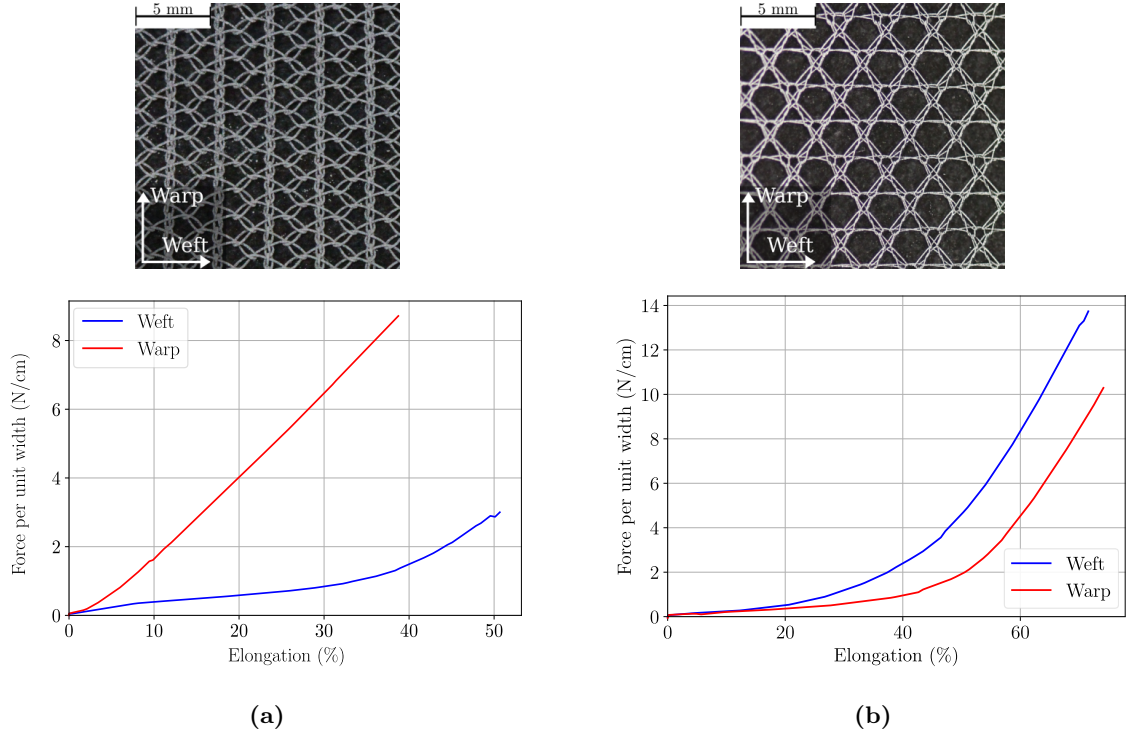 5 mm
Warp
Weft
5 mm
Warp
Weft
Force per unit width (N/cm)
8
6
4
2
0
Weft
Warp
0 10 20 30 40 50
Elongation (%)
Force per unit width (N/cm)
14
12
10
8
6
4
2
0
Weft
Warp
0 20 40 60
Elongation (%)
(a)
(b)